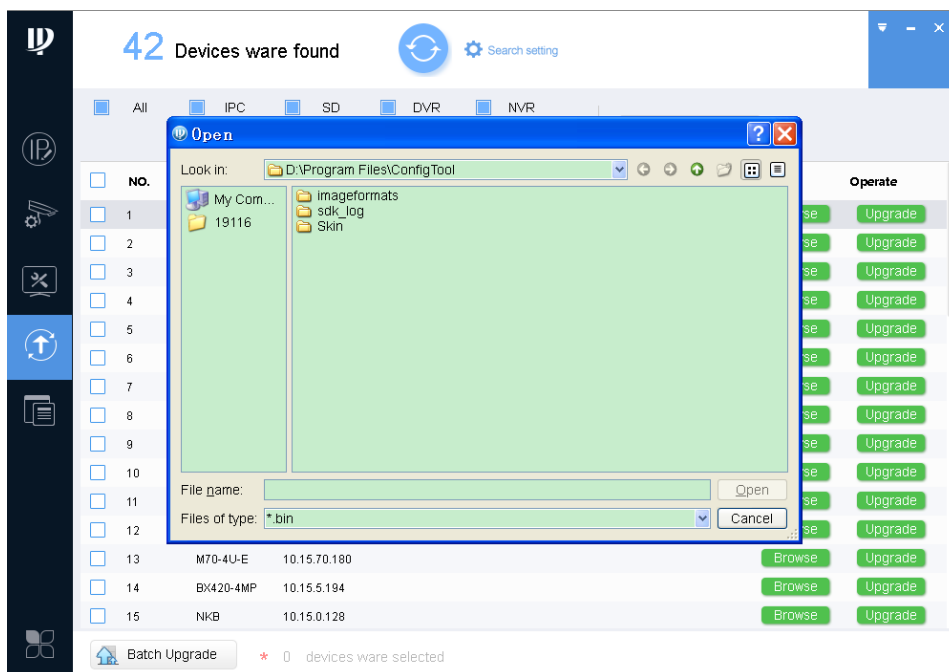 42 Devices ware found
Search setting
All IPC SD DVR NVR
Open
Look in: D:\Program Files\ConfigTool
My Com...
19116
imageformats
sdk_log
Skin
File name: Open
Files of type: *.bin Cancel
NO. Operate
1 Upgrade
2 Upgrade
3 Upgrade
4 Upgrade
5 Upgrade
6 Upgrade
7 Upgrade
8 Upgrade
9 Upgrade
10 Upgrade
11 Upgrade
12 Upgrade
13 M70-4U-E 10.15.70.180 Browse Upgrade
14 BX420-4MP 10.15.5.194 Browse Upgrade
15 NKB 10.15.0.128 Browse Upgrade
Batch Upgrade * 0 devices ware selected